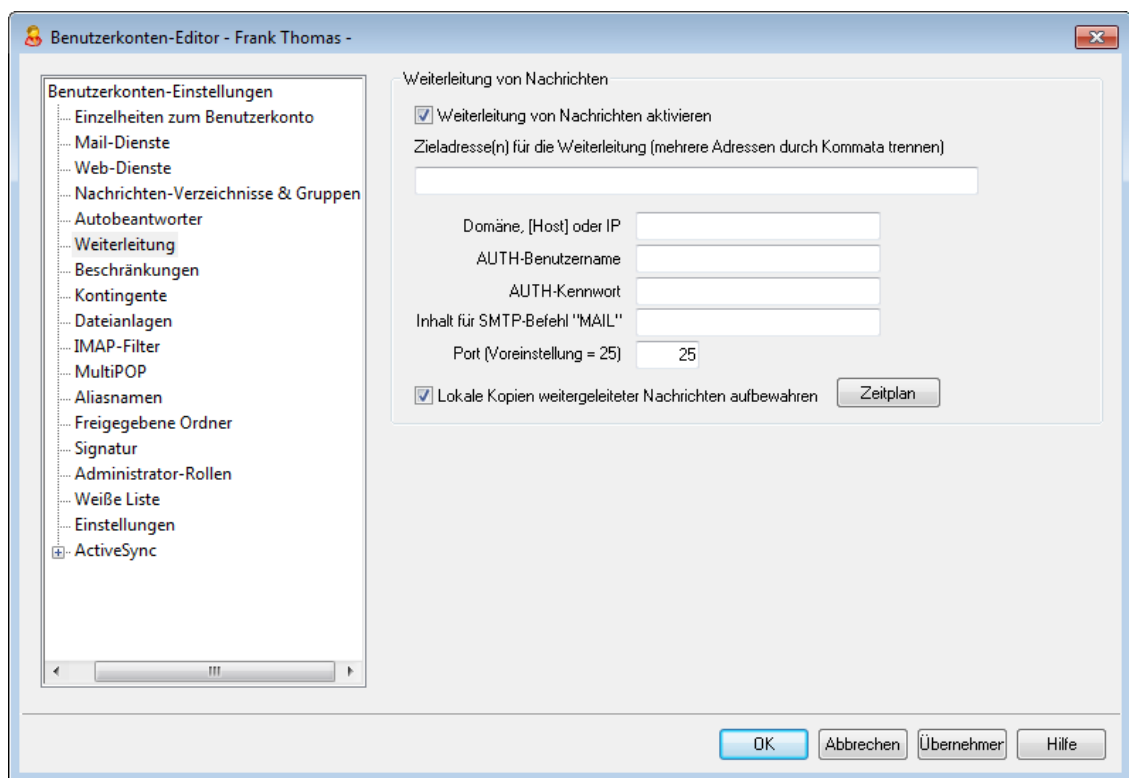 Benutzerkonten-Editor - Frank Thomas -
Benutzerkonten-Einstellungen
Einzelheiten zum Benutzerkonto
Mail-Dienste
Web-Dienste
Nachrichten-Verzeichnisse & Gruppen
Autobeantworter
Weiterleitung
Beschränkungen
Kontingente
Dateianlagen
IMAP-Filter
MultiPOP
Aliasnamen
Freigegebene Ordner
Signatur
Administrator-Rollen
Weiße Liste
Einstellungen
ActiveSync
Weiterleitung von Nachrichten
Weiterleitung von Nachrichten aktivieren
Zieladresse(n) für die Weiterleitung (mehrere Adressen durch Kommata trennen)
Domäne, [Host] oder IP
AUTH-Benutzername
AUTH-Kennwort
Inhalt für SMTP-Befehl "MAIL"
Port (Voreinstellung = 25) 25
Lokale Kopien weitergeleiteter Nachrichten aufbewahren Zeitplan
OK Abbrechen Übernehmer Hilfe